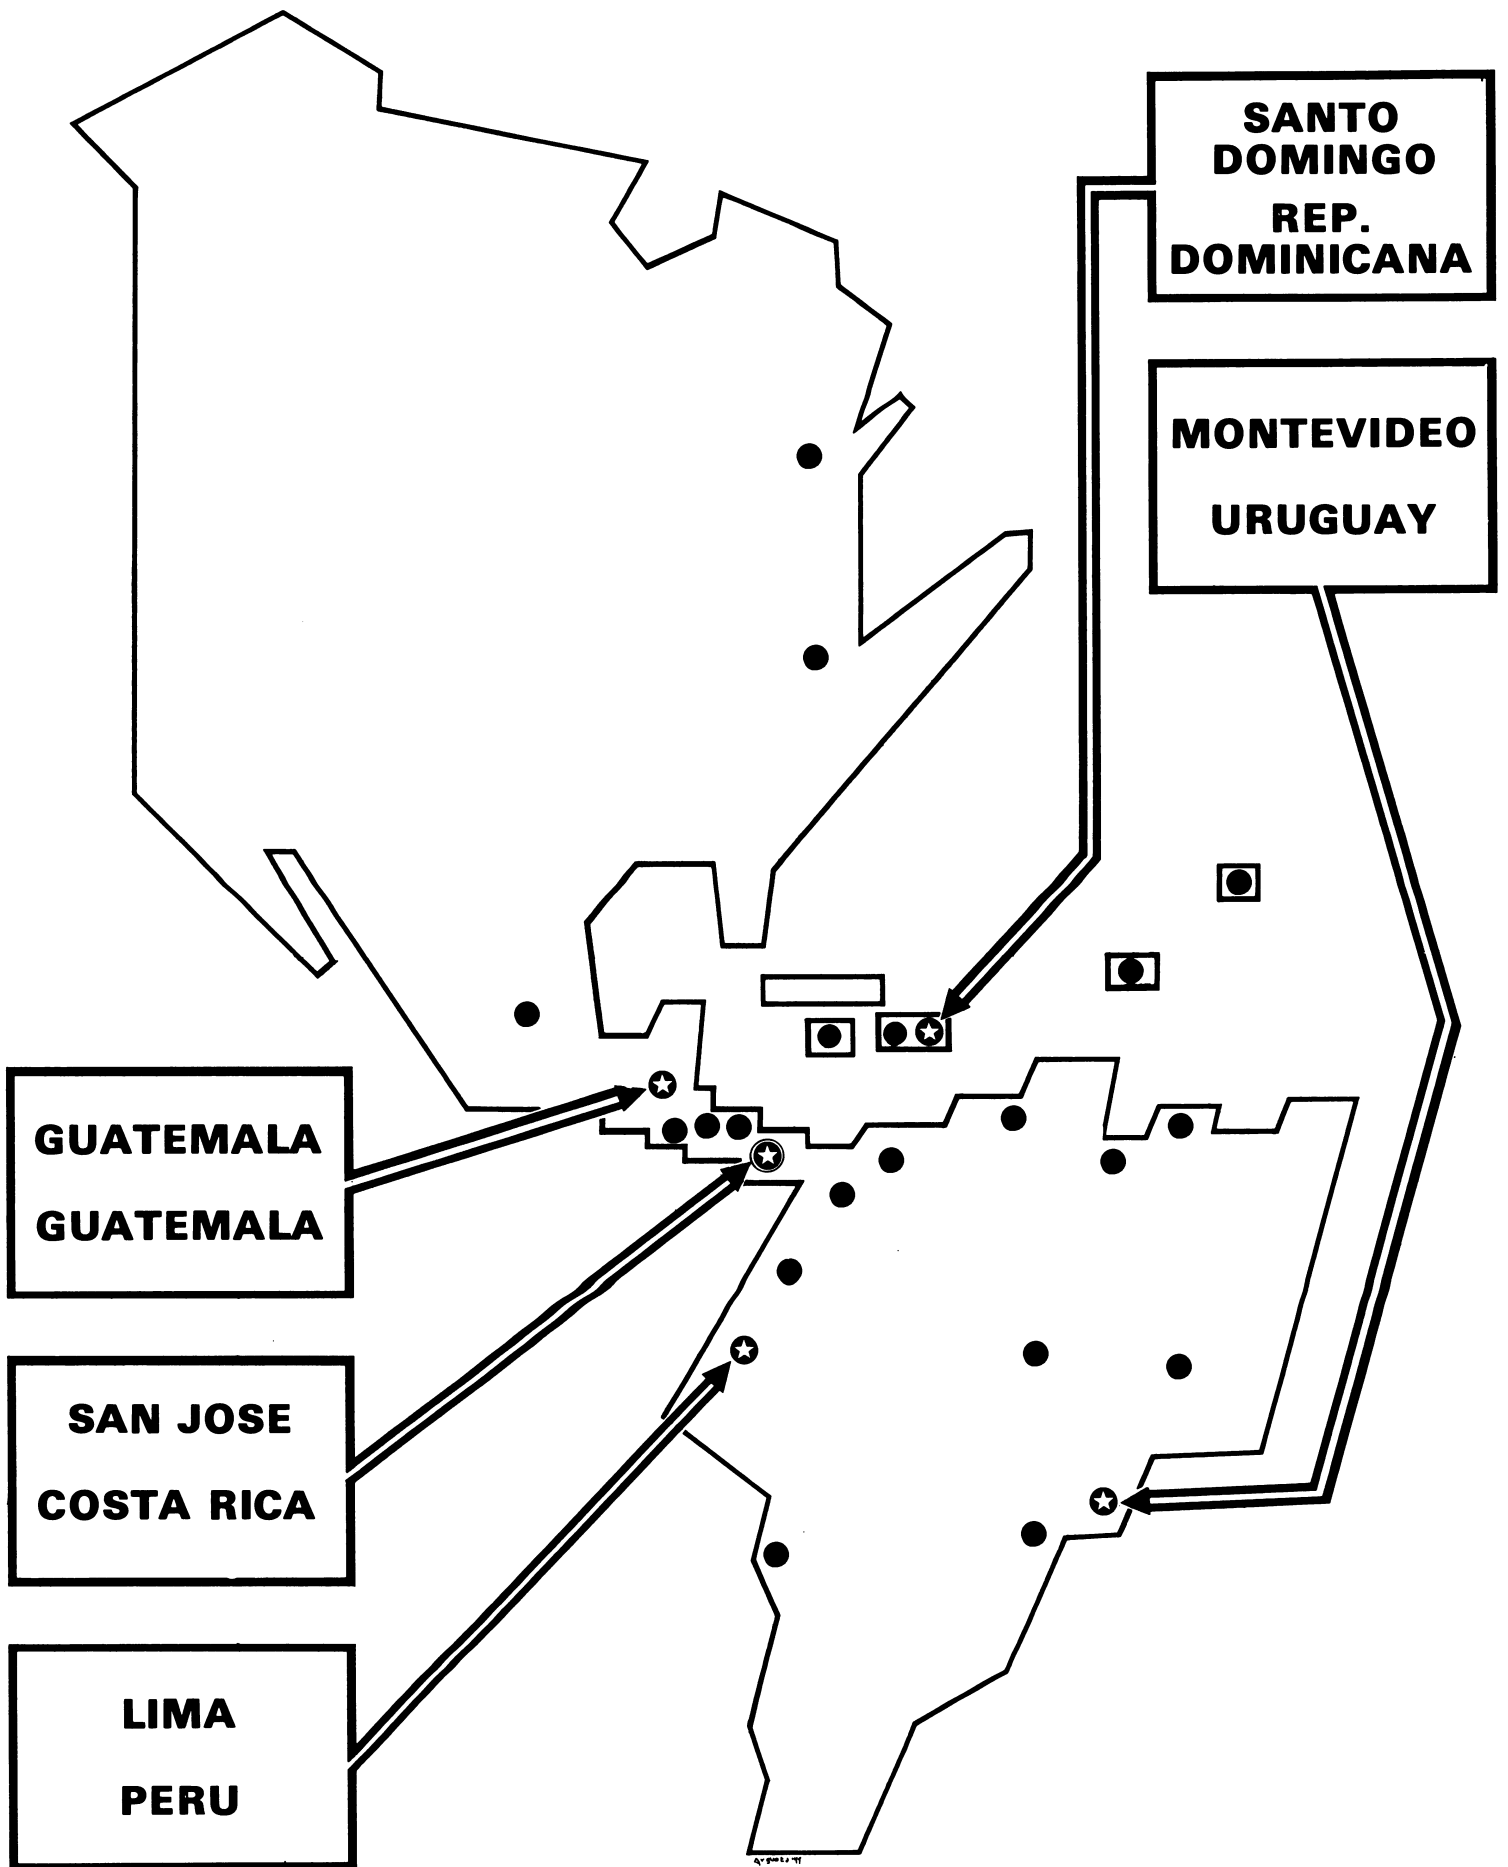 SANTO
DOMINGO
REP.
DOMINICANA
MONTEVIDEO
URUGUAY
GUATEMALA
GUATEMALA
SAN JOSE
COSTA RICA
LIMA
PERU